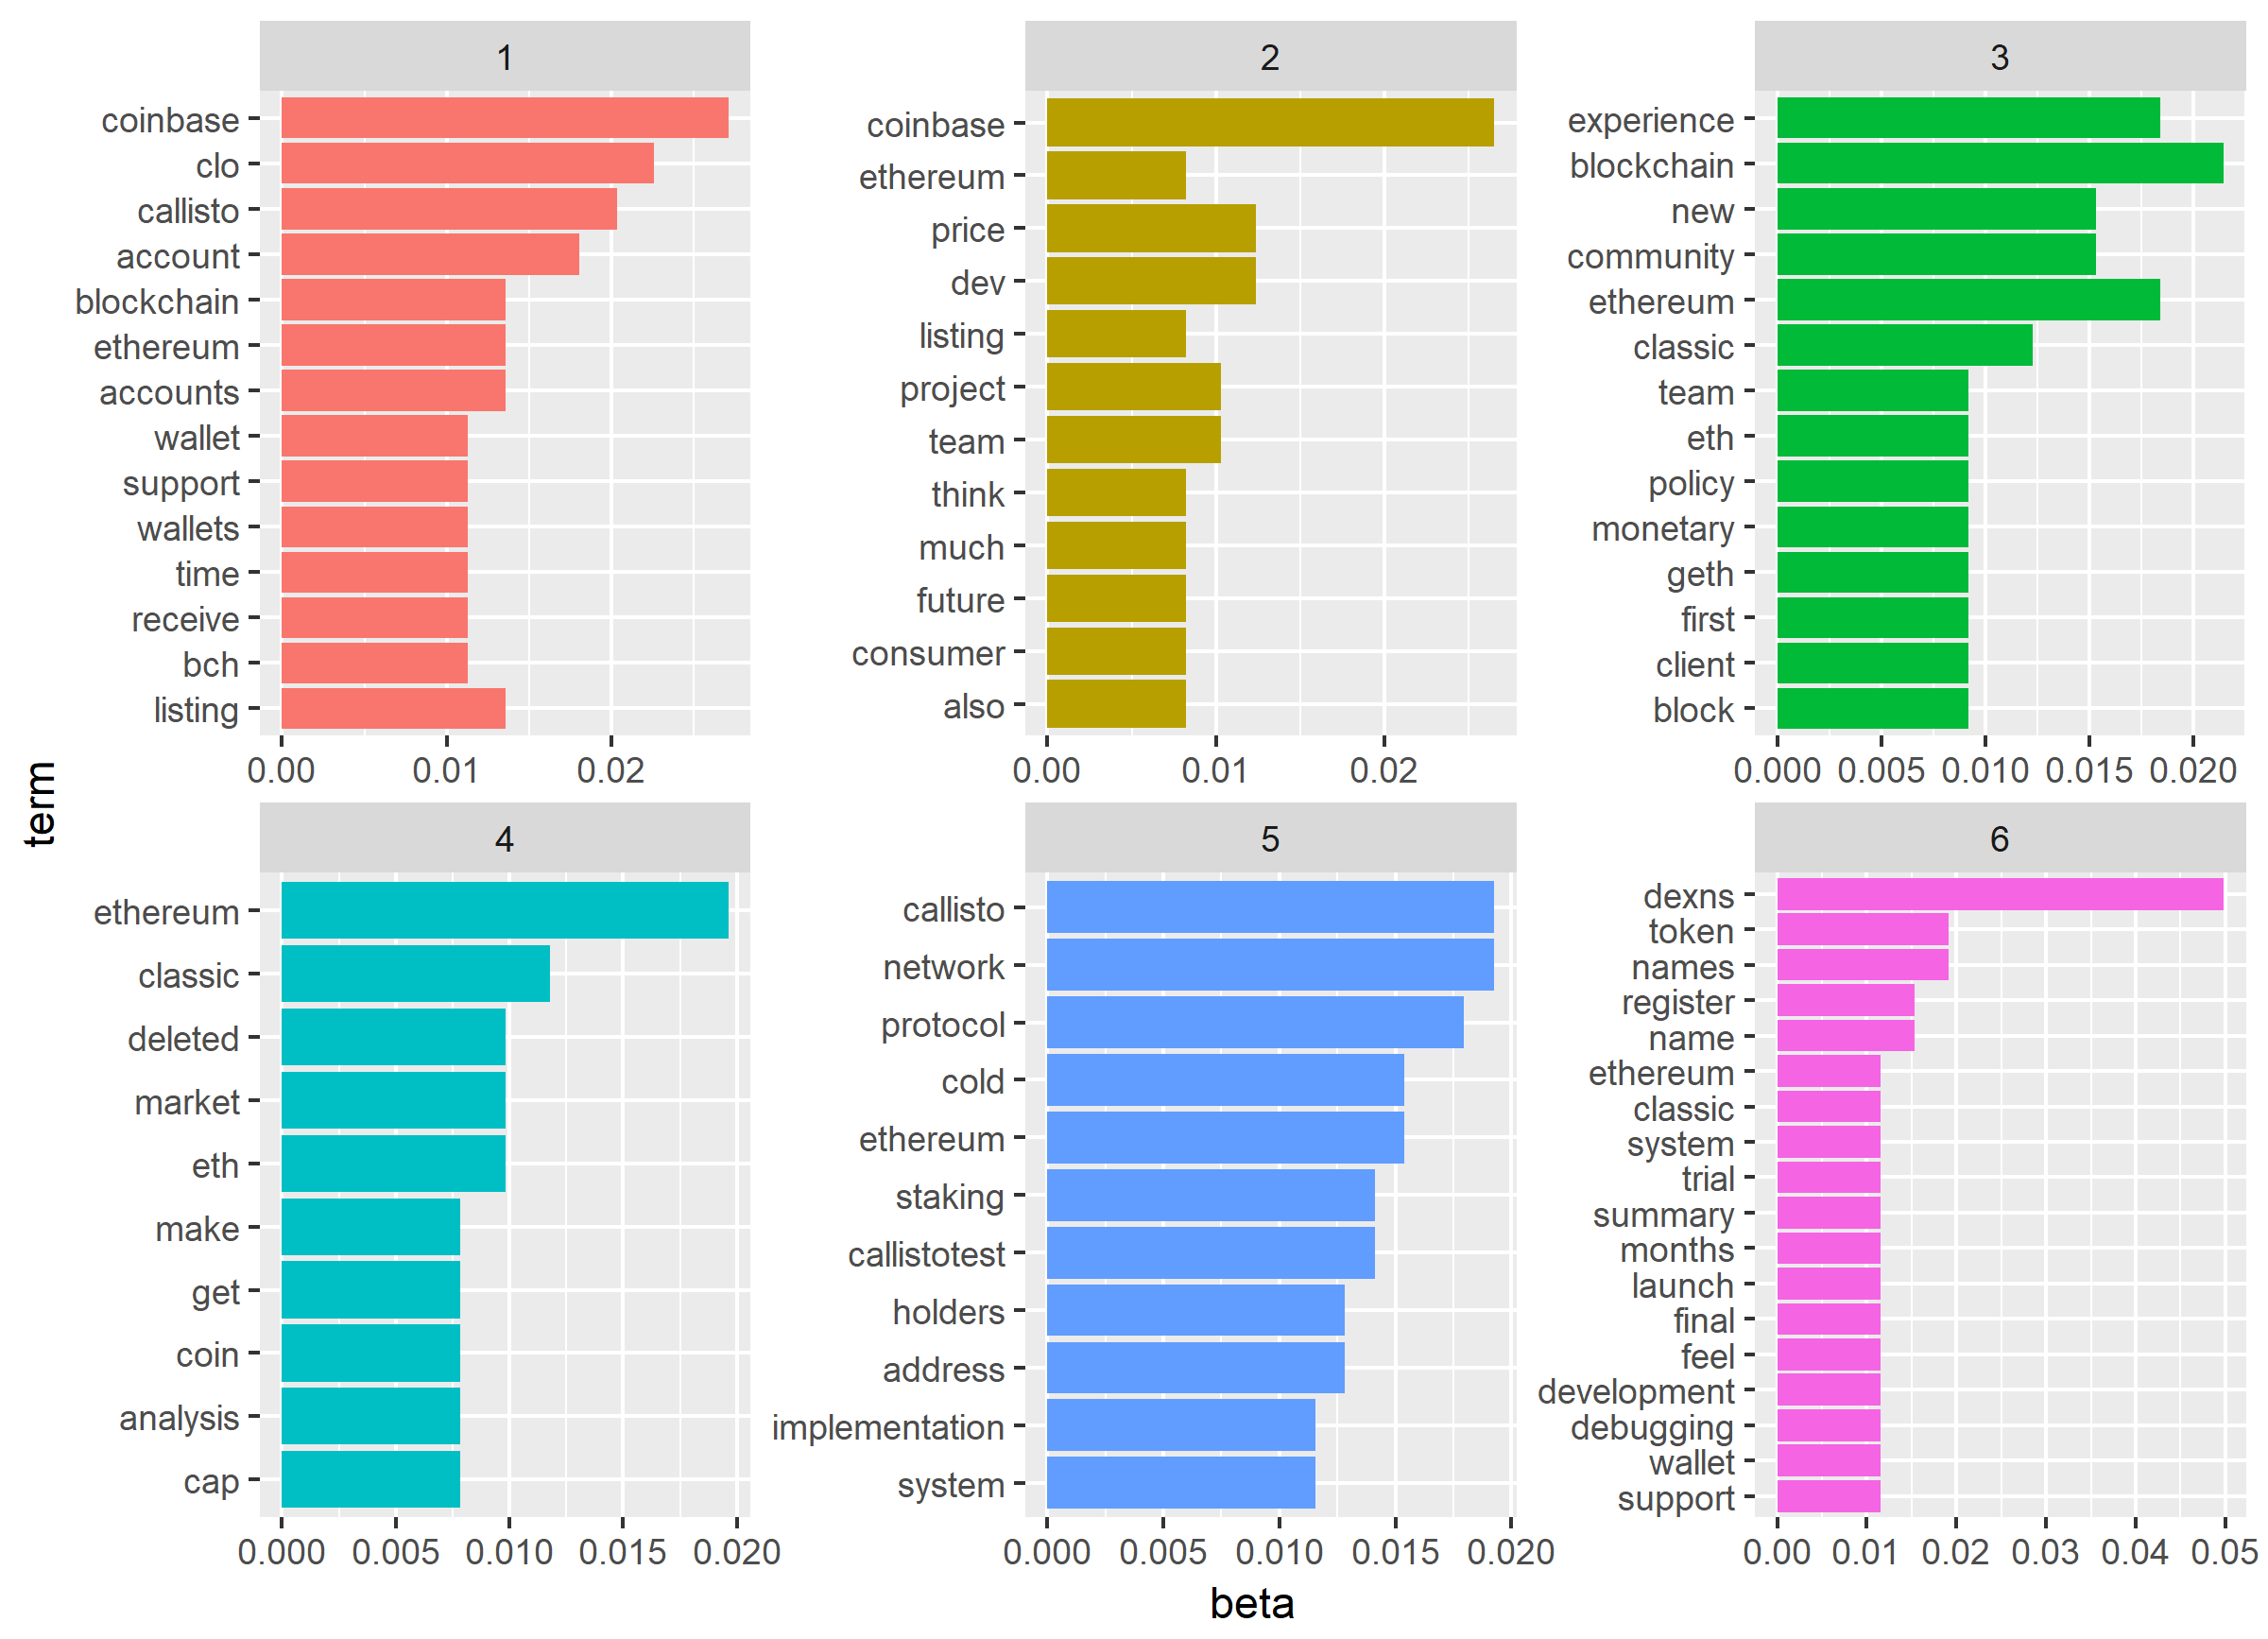 1
coinbase
clo
callisto
account
blockchain
ethereum
accounts
wallet
support
wallets
time
receive
bch
listing
0.00 0.01 0.02
2
coinbase
ethereum
price
dev
listing
project
team
think
much
future
consumer
also
0.00 0.01 0.02
3
experience
blockchain
new
community
ethereum
classic
team
eth
policy
monetary
geth
first
client
block
0.000 0.005 0.010 0.015 0.020
term
4
ethereum
classic
deleted
market
eth
make
get
coin
analysis
cap
0.000 0.005 0.010 0.015 0.020
5
callisto
network
protocol
cold
ethereum
staking
callistotest
holders
address
implementation
system
0.000 0.005 0.010 0.015 0.020
6
dexns
token
names
register
name
ethereum
classic
system
trial
summary
months
launch
final
feel
development
debugging
wallet
support
0.00 0.01 0.02 0.03 0.04 0.05
beta